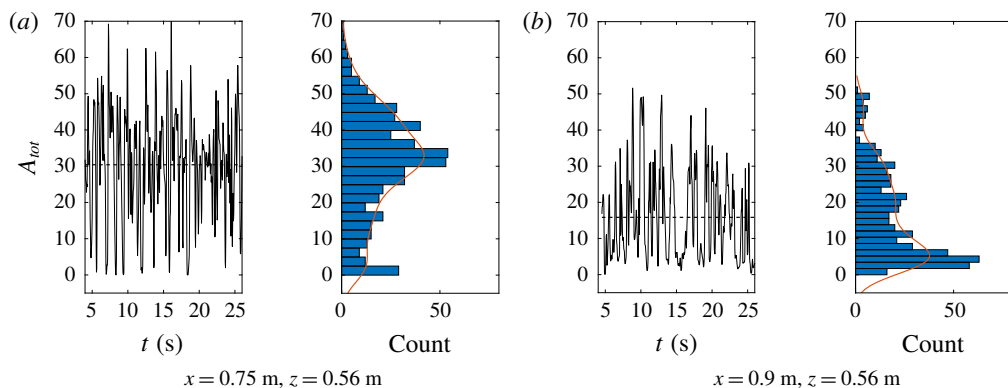 (a) 70 70 (b) 70 70
60 60 60 60
50 50 50 50
40 40 40 40
A_tot 30 30 30 30
20 20 20 20
10 10 10 10
0 0 0 0
5 10 15 20 25 0 50 5 10 15 20 25 0 50
t (s) Count t (s) Count
x = 0.75 m, z = 0.56 m x = 0.9 m, z = 0.56 m